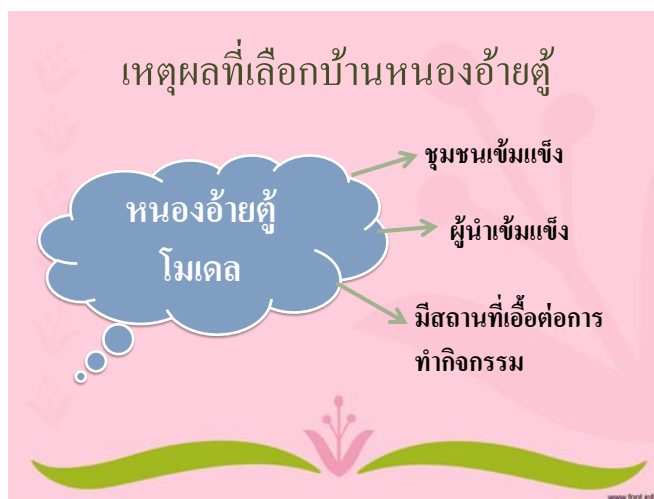 เหตุผลที่เลือกบ้านหนองอ้ายตู้
หนองอ้ายตู้
โมเดล
ชุมชนเข้มแข็ง
ผู้นำเข้มแข็ง
มีสถานที่เอื้อต่อการ
ทำกิจกรรม